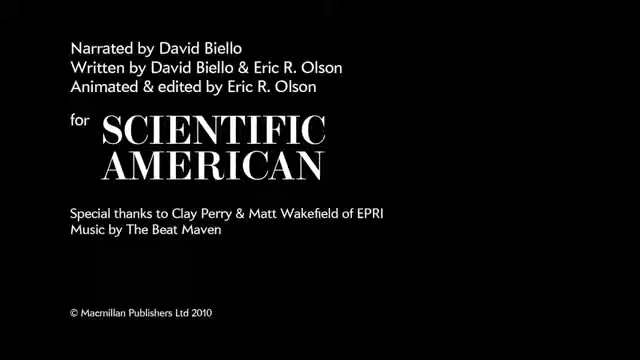 Narrated by David Biello
Written by David Biello & Eric R. Olson
Animated & edited by Eric R. Olson
for
SCIENTIFIC
AMERICAN
Special thanks to Clay Perry & Matt Wakefield of EPRI
Music by The Beat Maven
© Macmillan Publishers Ltd 2010